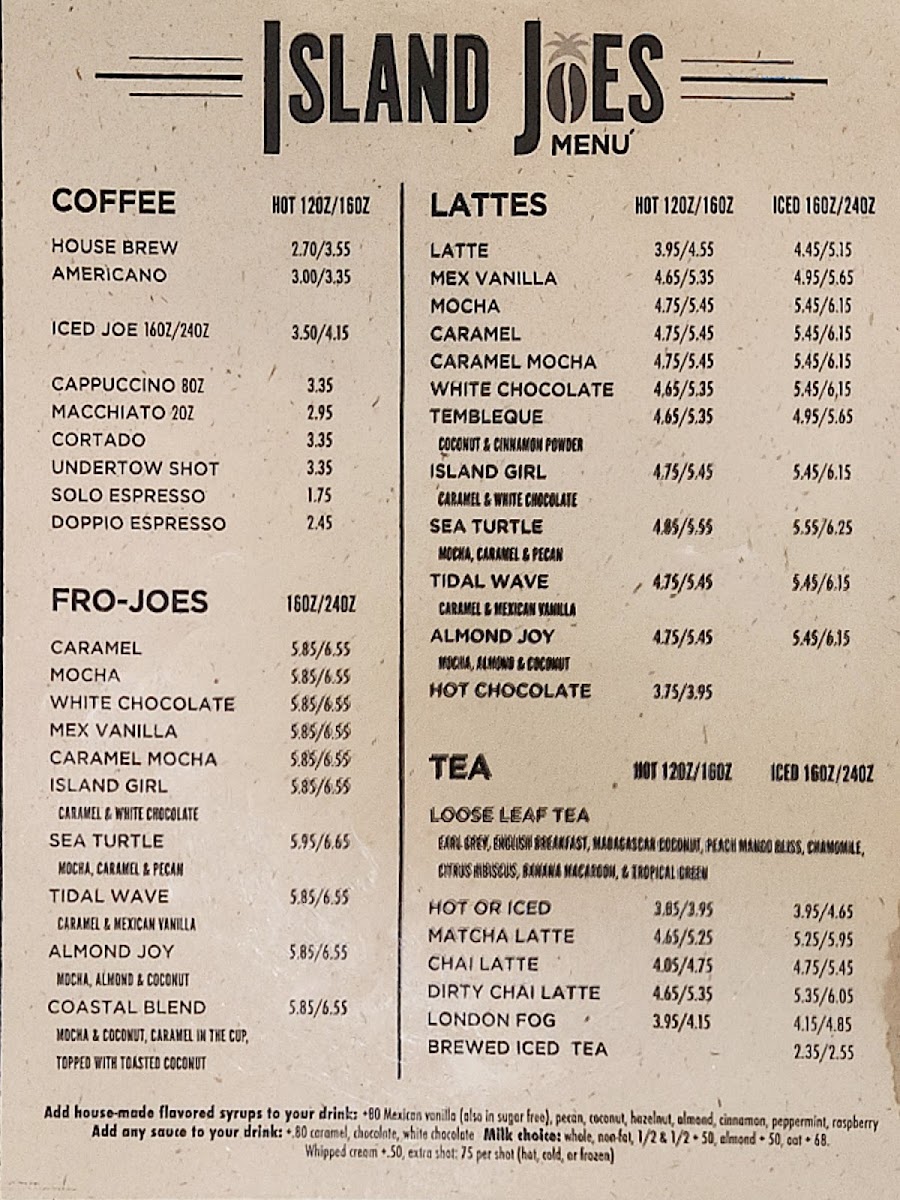 ISLAND JOES
MENU
COFFEE HOT 12OZ/16OZ
HOUSE BREW 2.70/3.55
AMERICANO 3.00/3.35
ICED JOE 16OZ/24OZ 3.50/4.15
CAPPUCCINO 8OZ 3.35
MACCHIATO 2OZ 2.95
CORTADO 3.35
UNDERTOW SHOT 3.35
SOLO ESPRESSO 1.75
DOPPIO ESPRESSO 2.45
FRO-JOES 16OZ/24OZ
CARAMEL 5.85/6.55
MOCHA 5.85/6.55
WHITE CHOCOLATE 5.85/6.55
MEX VANILLA 5.85/6.55
CARAMEL MOCHA 5.85/6.55
ISLAND GIRL 5.85/6.55
CARAMEL & WHITE CHOCOLATE
SEA TURTLE 5.95/6.65
MOCHA, CARAMEL & PECAN
TIDAL WAVE 5.85/6.55
CARAMEL & MEXICAN VANILLA
ALMOND JOY 5.85/6.55
MOCHA, ALMOND & COCONUT
COASTAL BLEND 5.85/6.55
MOCHA & COCONUT, CARAMEL IN THE CUP,
TOPPED WITH TOASTED COCONUT
LATTES HOT 12OZ/16OZ ICED 16OZ/24OZ
LATTE 3.95/4.55 4.45/5.15
MEX VANILLA 4.65/5.35 4.95/5.65
MOCHA 4.75/5.45 5.45/6.15
CARAMEL 4.75/5.45 5.45/6.15
CARAMEL MOCHA 4.75/5.45 5.45/6.15
WHITE CHOCOLATE 4.65/5.35 5.45/6.15
TEMBLEQUE 4.65/5.35 4.95/5.65
COCONUT & CINNAMON POWDER
ISLAND GIRL 4.75/5.45 5.45/6.15
CARAMEL & WHITE CHOCOLATE
SEA TURTLE 4.85/5.55 5.55/6.25
MOCHA, CARAMEL & PECAN
TIDAL WAVE 4.75/5.45 5.45/6.15
CARAMEL & MEXICAN VANILLA
ALMOND JOY 4.75/5.45 5.45/6.15
MOCHA, ALMOND & COCONUT
HOT CHOCOLATE 3.75/3.95
TEA HOT 12OZ/16OZ ICED 16OZ/24OZ
LOOSE LEAF TEA
EARL GREY, ENGLISH BREAKFAST, MADAGASCAR COCONUT, PEACH MANGO BLISS, CHAMOMILE,
CITRUS HIBISCUS, BANANA MACAROON, & TROPICAL GREEN
HOT OR ICED 3.85/3.95 3.95/4.65
MATCHA LATTE 4.65/5.25 5.25/5.95
CHAI LATTE 4.05/4.75 4.75/5.45
DIRTY CHAI LATTE 4.65/5.35 5.35/6.05
LONDON FOG 3.95/4.15 4.15/4.85
BREWED ICED TEA 2.35/2.55
Add house-made flavored syrups to your drink: +80 Mexican vanilla (also in sugar free), pecan, coconut, hazelnut, almond, cinnamon, peppermint, raspberry
Add any sauce to your drink: +.80 caramel, chocolate, white chocolate Milk choice: whole, non-fat, 1/2 & 1/2 + 50, almond + 50, oat + 68.
Whipped cream +.50, extra shot: 75 per shot (hot, cold, or frozen)